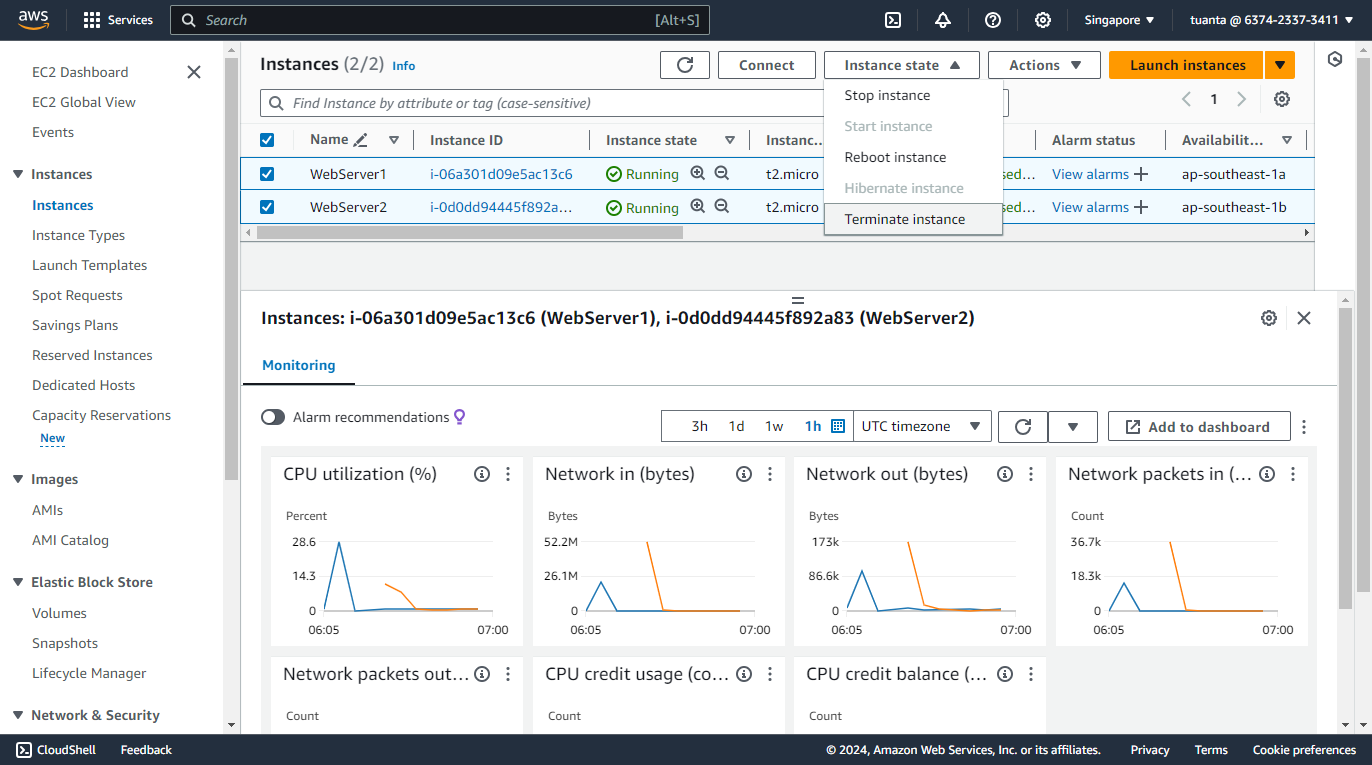 aws Services Search [Alt+S] Singapore tuanta @ 6374-2337-3411
EC2 Dashboard
EC2 Global View
Events
Instances
Instances
Instance Types
Launch Templates
Spot Requests
Savings Plans
Reserved Instances
Dedicated Hosts
Capacity Reservations
New
Images
AMIs
AMI Catalog
Elastic Block Store
Volumes
Snapshots
Lifecycle Manager
Network & Security
Instances (2/2) Info Connect Instance state Actions Launch instances
Find Instance by attribute or tag (case-sensitive) 1
Stop instance
Start instance
Reboot instance
Hibernate instance
Terminate instance
Name Instance ID Instance state Instanc... Alarm status Availabilit...
WebServer1 i-06a301d09e5ac13c6 Running t2.micro sed... View alarms ap-southeast-1a
WebServer2 i-0d0dd94445f892a... Running t2.micro sed... View alarms ap-southeast-1b
Instances: i-06a301d09e5ac13c6 (WebServer1), i-0d0dd94445f892a83 (WebServer2)
Monitoring
Alarm recommendations 3h 1d 1w 1h UTC timezone Add to dashboard
CPU utilization (%)
Percent
28.6
14.3
0
06:05 07:00
Network in (bytes)
Bytes
52.2M
26.1M
0
06:05 07:00
Network out (bytes)
Bytes
173k
86.6k
0
06:05 07:00
Network packets in (...
Count
36.7k
18.3k
0
06:05 07:00
Network packets out...
Count
CPU credit usage (co...
Count
CPU credit balance (...
Count
CloudShell Feedback © 2024, Amazon Web Services, Inc. or its affiliates. Privacy Terms Cookie preferences